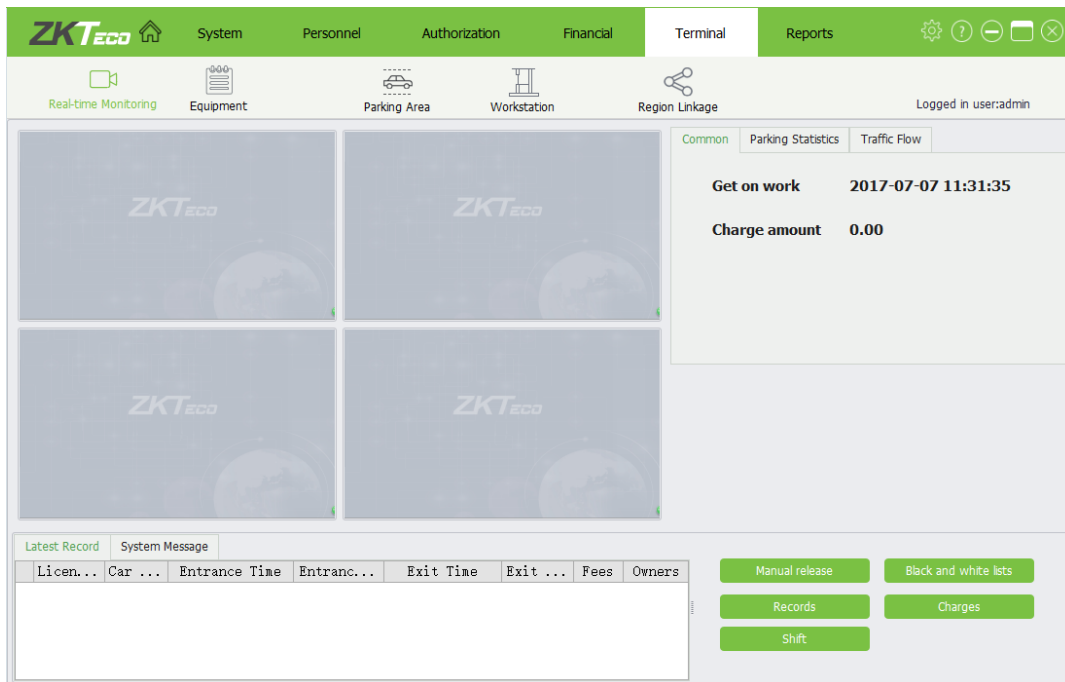 ZKTeco System Personnel Authorization Financial Terminal Reports ?
Real-time Monitoring Equipment Parking Area Workstation Region Linkage Logged in user:admin
Common Parking Statistics Traffic Flow
Get on work 2017-07-07 11:31:35
Charge amount 0.00
ZKTeco ZKTeco
ZKTeco ZKTeco
Latest Record System Message
Licen... Car ... Entrance Time Entranc... Exit Time Exit ... Fees Owners
Manual release Black and white lists
Records Charges
Shift